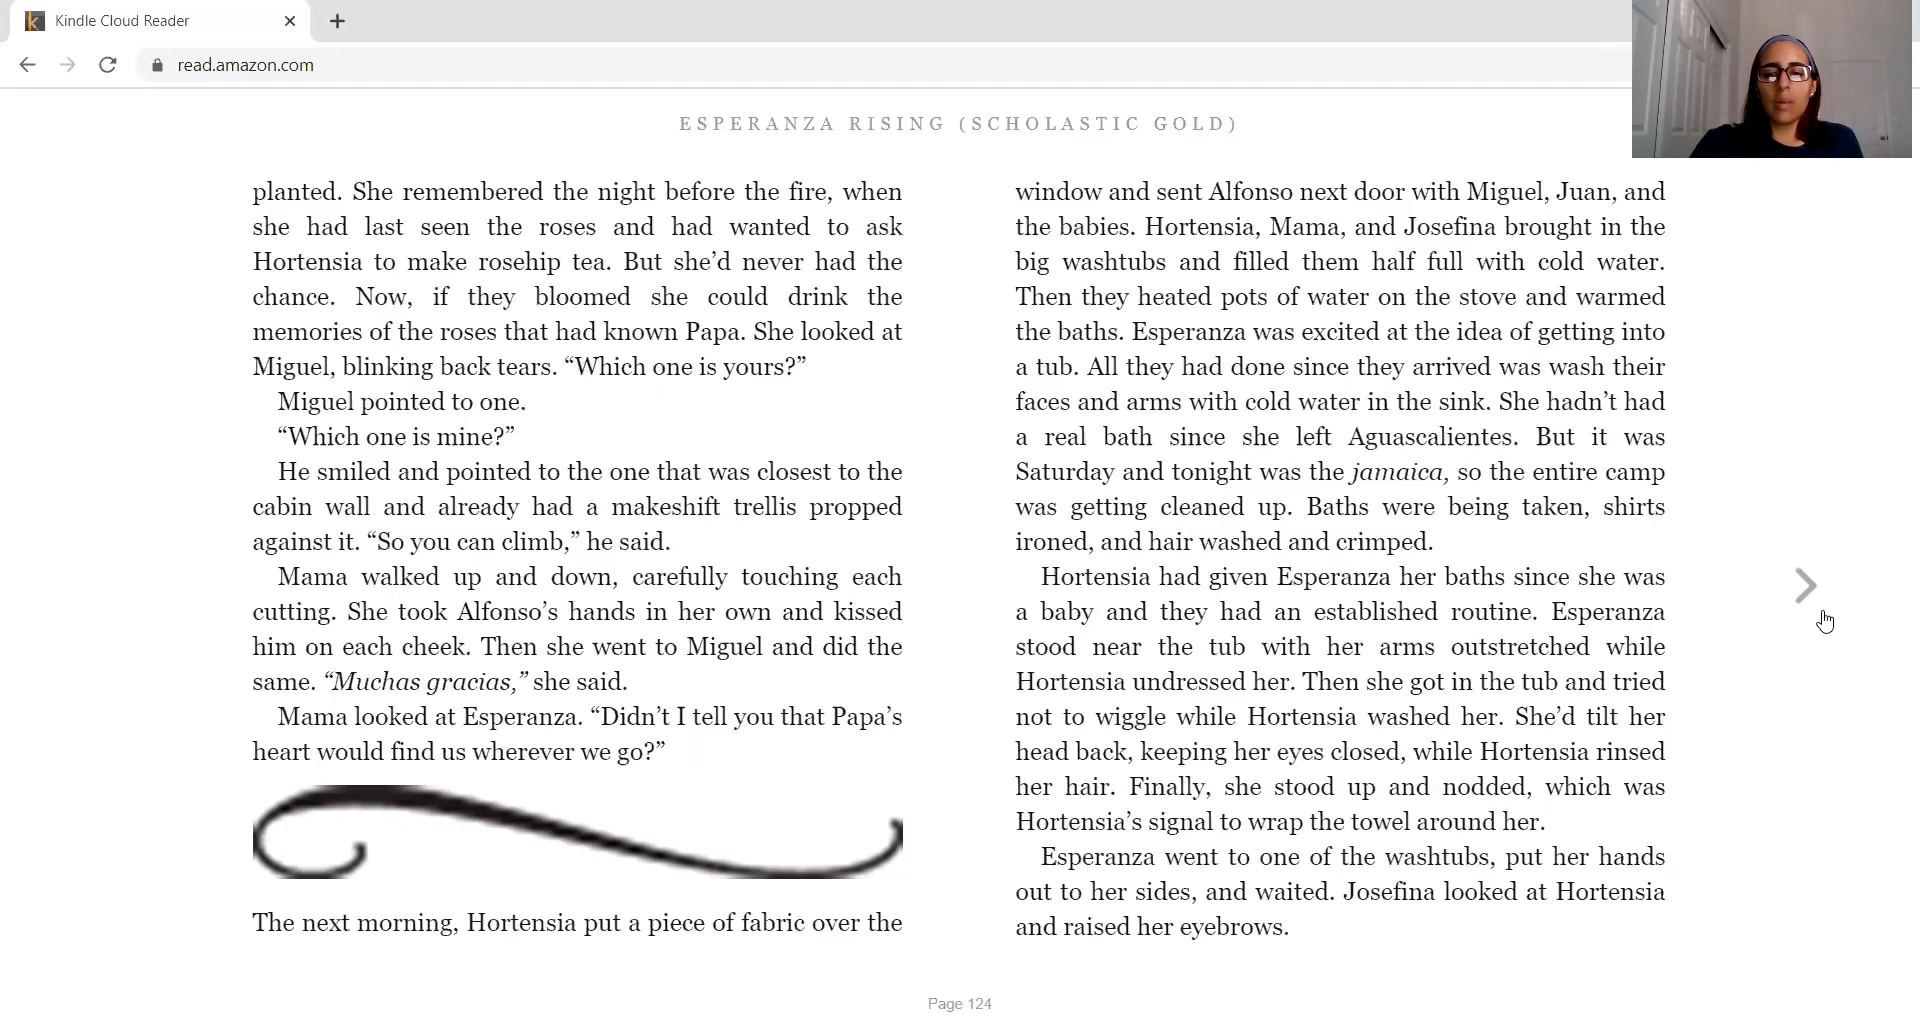 Kindle Cloud Reader
read.amazon.com
ESPERANZA RISING (SCHOLASTIC GOLD)
planted. She remembered the night before the fire, when
she had last seen the roses and had wanted to ask
Hortensia to make rosehip tea. But she’d never had the
chance. Now, if they bloomed she could drink the
memories of the roses that had known Papa. She looked at
Miguel, blinking back tears. “Which one is yours?”
Miguel pointed to one.
“Which one is mine?”
He smiled and pointed to the one that was closest to the
cabin wall and already had a makeshift trellis propped
against it. “So you can climb,” he said.
Mama walked up and down, carefully touching each
cutting. She took Alfonso’s hands in her own and kissed
him on each cheek. Then she went to Miguel and did the
same. “Muchas gracias,” she said.
Mama looked at Esperanza. “Didn’t I tell you that Papa’s
heart would find us wherever we go?”
The next morning, Hortensia put a piece of fabric over the
window and sent Alfonso next door with Miguel, Juan, and
the babies. Hortensia, Mama, and Josefina brought in the
big washtubs and filled them half full with cold water.
Then they heated pots of water on the stove and warmed
the baths. Esperanza was excited at the idea of getting into
a tub. All they had done since they arrived was wash their
faces and arms with cold water in the sink. She hadn’t had
a real bath since she left Aguascalientes. But it was
Saturday and tonight was the jamaica, so the entire camp
was getting cleaned up. Baths were being taken, shirts
ironed, and hair washed and crimped.
Hortensia had given Esperanza her baths since she was
a baby and they had an established routine. Esperanza
stood near the tub with her arms outstretched while
Hortensia undressed her. Then she got in the tub and tried
not to wiggle while Hortensia washed her. She’d tilt her
head back, keeping her eyes closed, while Hortensia rinsed
her hair. Finally, she stood up and nodded, which was
Hortensia’s signal to wrap the towel around her.
Esperanza went to one of the washtubs, put her hands
out to her sides, and waited. Josefina looked at Hortensia
and raised her eyebrows.
Page 124